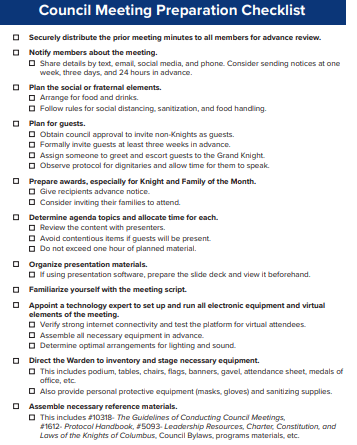 Council Meeting Preparation Checklist
Securely distribute the prior meeting minutes to all members for advance review.
Notify members about the meeting.
Share details by text, email, social media, and phone. Consider sending notices at one
week, three days, and 24 hours in advance.
Plan the social or fraternal elements.
Arrange for food and drinks.
Follow rules for social distancing, sanitization, and food handling.
Plan for guests.
Obtain council approval to invite non-Knights as guests.
Formally invite guests at least three weeks in advance.
Assign someone to greet and escort guests to the Grand Knight.
Observe protocol for dignitaries and allow time for them to speak.
Prepare awards, especially for Knight and Family of the Month.
Give recipients advance notice.
Consider inviting their families to attend.
Determine agenda topics and allocate time for each.
Review the content with presenters.
Avoid contentious items if guests will be present.
Do not exceed one hour of planned material.
Organize presentation materials.
If using presentation software, prepare the slide deck and view it beforehand.
Familiarize yourself with the meeting script.
Appoint a technology expert to set up and run all electronic equipment and virtual
elements of the meeting.
Verify strong internet connectivity and test the platform for virtual attendees.
Assemble all necessary equipment in advance.
Determine optimal arrangements for lighting and sound.
Direct the Warden to inventory and stage necessary equipment.
This includes podium, tables, chairs, flags, banners, gavel, attendance sheet, medals of
office, etc.
Also provide personal protective equipment (masks, gloves) and sanitizing supplies.
Assemble necessary reference materials.
This includes #10318- The Guidelines of Conducting Council Meetings,
#1612- Protocol Handbook, #5093- Leadership Resources, Charter, Constitution, and
Laws of the Knights of Columbus, Council Bylaws, programs materials, etc.